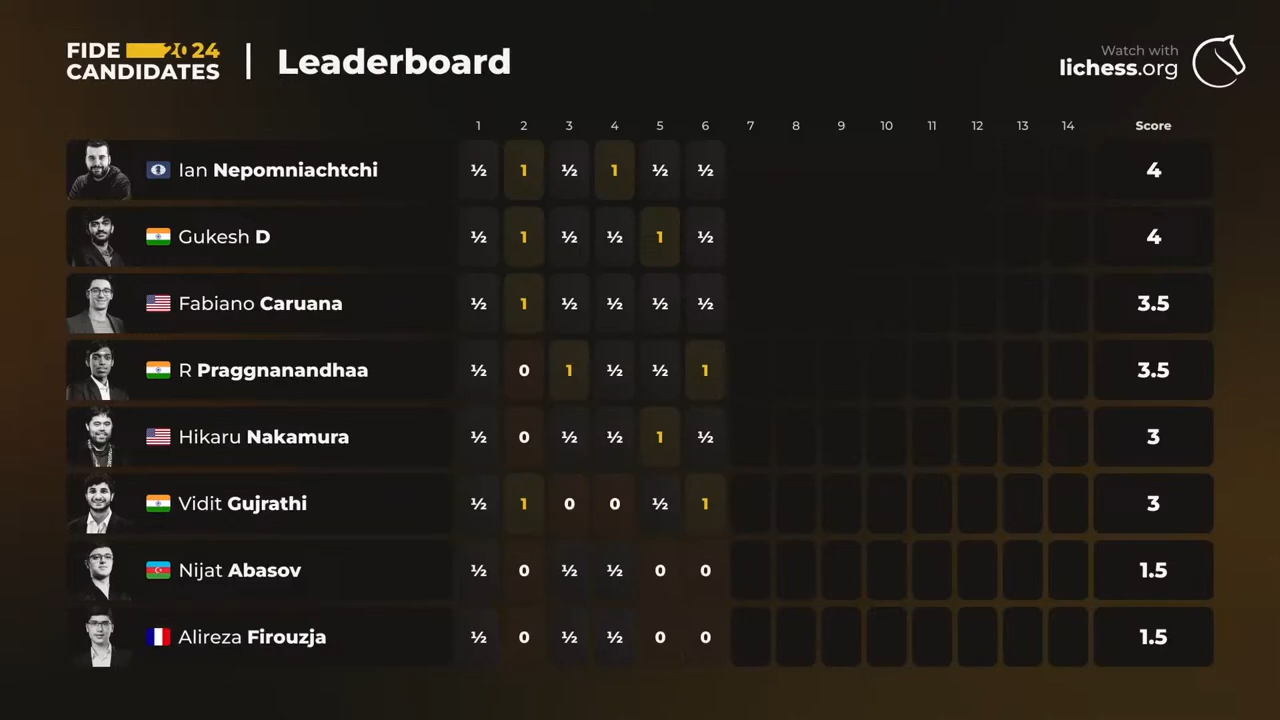 FIDE 2024
CANDIDATES
Leaderboard
Watch with
lichess.org
1 2 3 4 5 6 7 8 9 10 11 12 13 14 Score
Ian Nepomniachtchi ½ 1 ½ 1 ½ ½ 4
Gukesh D ½ 1 ½ ½ 1 ½ 4
Fabiano Caruana ½ 1 ½ ½ ½ ½ 3.5
R Praggnanandhaa ½ 0 1 ½ ½ 1 3.5
Hikaru Nakamura ½ 0 ½ ½ 1 ½ 3
Vidit Gujrathi ½ 1 0 0 ½ 1 3
Nijat Abasov ½ 0 ½ ½ 0 0 1.5
Alireza Firouzja ½ 0 ½ ½ 0 0 1.5